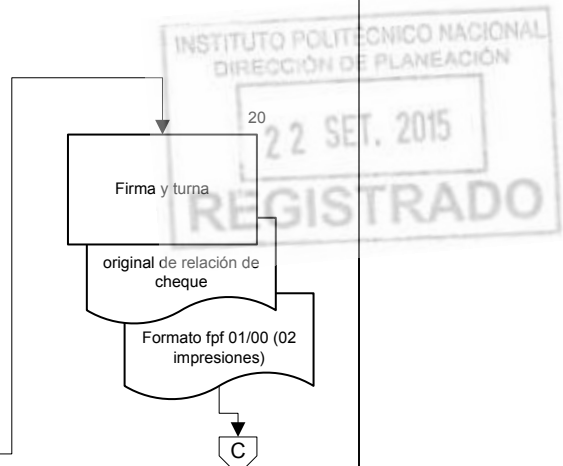 INSTITUTO POLITÉCNICO NACIONAL
DIRECCIÓN DE PLANEACIÓN
20
22 SET. 2015
Firma y turna
REGISTRADO
original de relación de
cheque
Formato fpf 01/00 (02
impresiones)
C